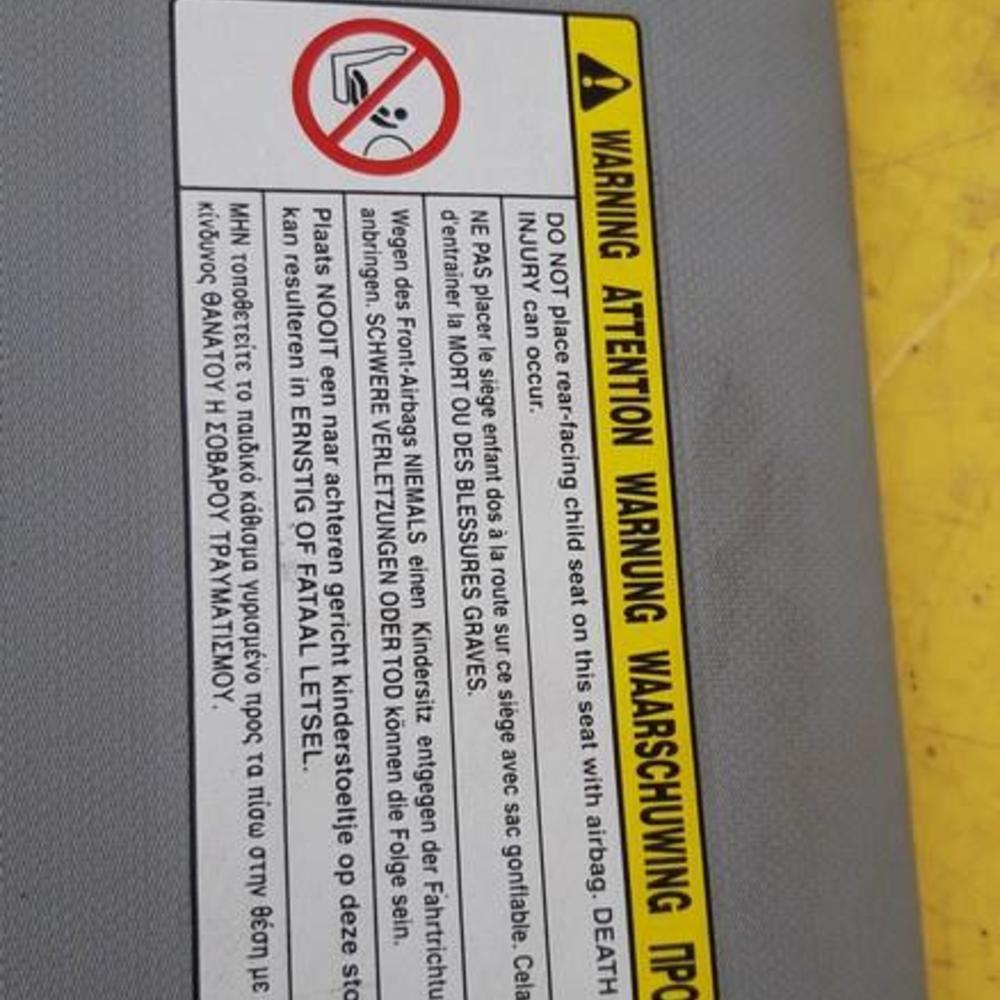 WARNING ATTENTION WARNUNG WAARSCHUWING ΠΡΟ
DO NOT place rear-facing child seat on this seat with airbag. DEATH
INJURY can occur.
NE PAS placer le siège enfant dos à la route sur ce siège avec sac gonflable. Cela
d'entrainer la MORT OU DES BLESSURES GRAVES.
Wegen des Front-Airbags NIEMALS einen Kindersitz entgegen der Fahrtrichtu
anbringen. SCHWERE VERLETZUNGEN ODER TOD können die Folge sein.
Plaats NOOIT een naar achteren gericht kinderstoeltje op deze sto
kan resulteren in ERNSTIG OF FATAAL LETSEL.
ΜΗΝ τοποθετείτε το παιδικό κάθισμα γυρισμένο προς τα πίσω στην θέση με
κίνδυνος ΘΑΝΑΤΟΥ Η ΣΟΒΑΡΟΥ ΤΡΑΥΜΑΤΙΣΜΟΥ.